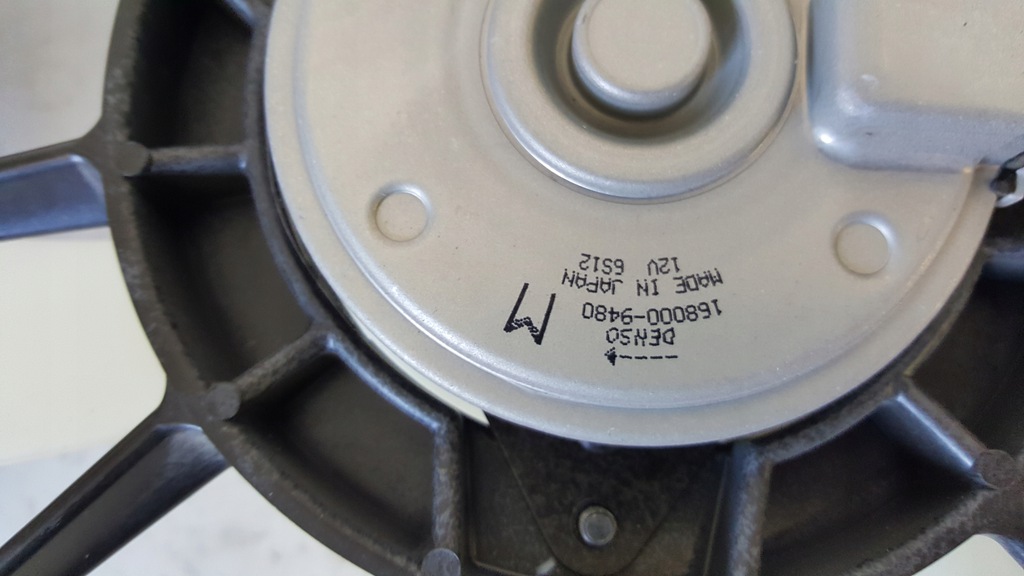 DENSO
168000-9480
MADE IN JAPAN
12V 6S12
M